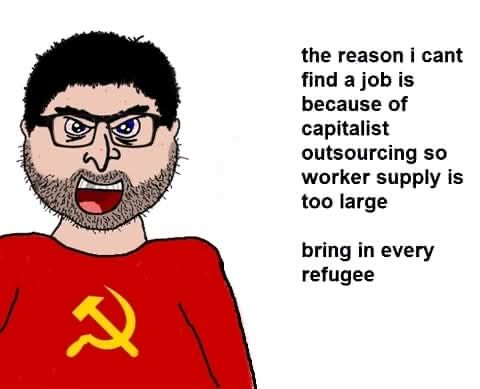 the reason i cant
find a job is
because of
capitalist
outsourcing so
worker supply is
too large
bring in every
refugee